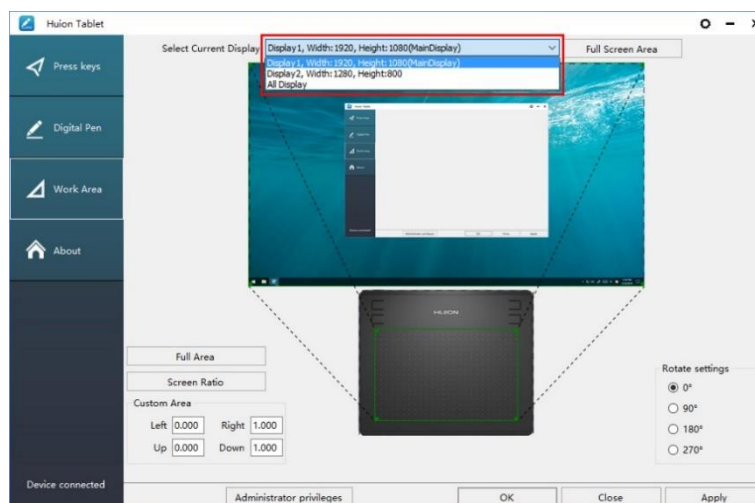 Huion Tablet
Press keys
Digital Pen
Work Area
About
Device connected
Select Current Display
Display1, Width:1920, Height:1080(MainDisplay)
Full Screen Area
Display1, Width:1920, Height:1080(MainDisplay)
Display2, Width:1280, Height:800
All Display
HUION
Full Area
Screen Ratio
Custom Area
Left 0.000 Right 1.000
Up 0.000 Down 1.000
Rotate settings
0°
90°
180°
270°
Administrator privileges
OK
Close
Apply